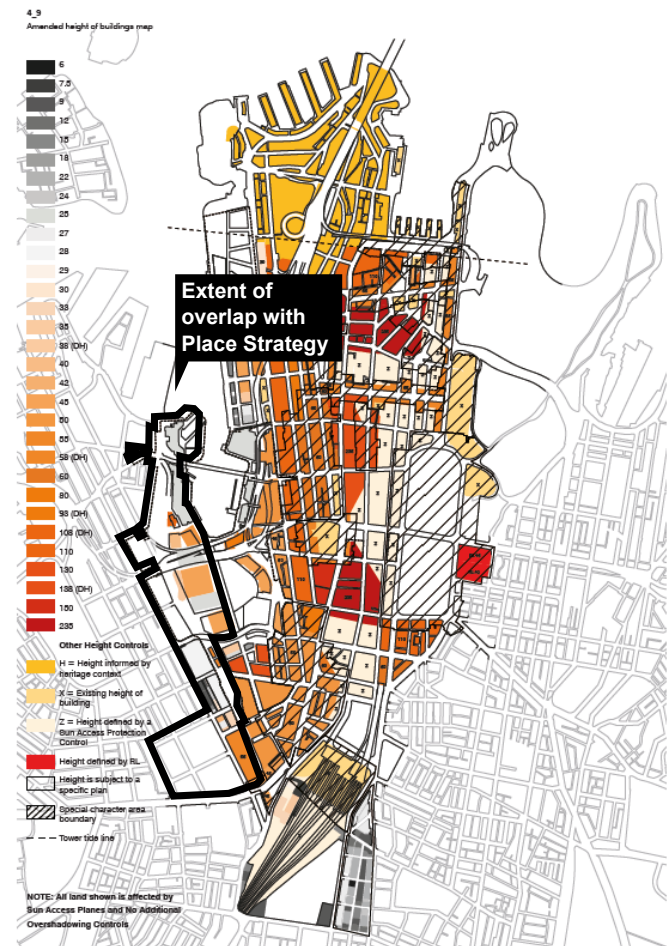 4_9
Amended height of buildings map
6
7.5
9
12
15
18
22
24
25
27
28
29
30
33
35
38 (DH)
40
42
45
50
55
58 (DH)
60
80
93 (DH)
108 (DH)
110
130
138 (DH)
150
235
Other Height Controls
H = Height informed by
heritage context
X = Existing height of
building
Z = Height defined by a
Sun Access Protection
Control
Height defined by RL
Height is subject to a
specific plan
Special character area
boundary
Tower tide line
NOTE: All land shown is affected by
Sun Access Planes and No Additional
Overshadowing Controls
Extent of
overlap with
Place Strategy